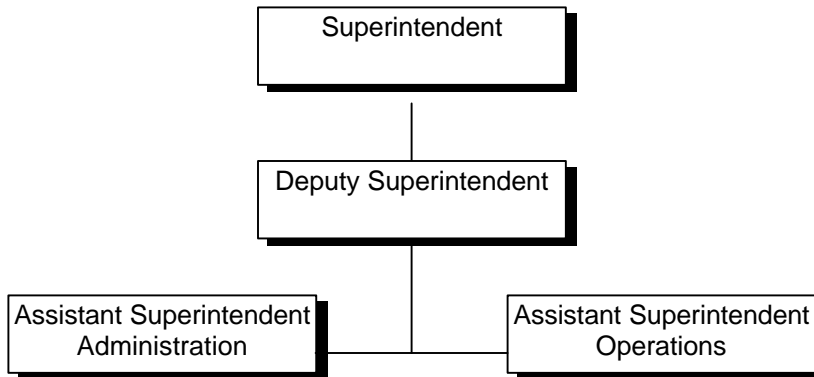 Superintendent
Deputy Superintendent
Assistant Superintendent
Administration
Assistant Superintendent
Operations